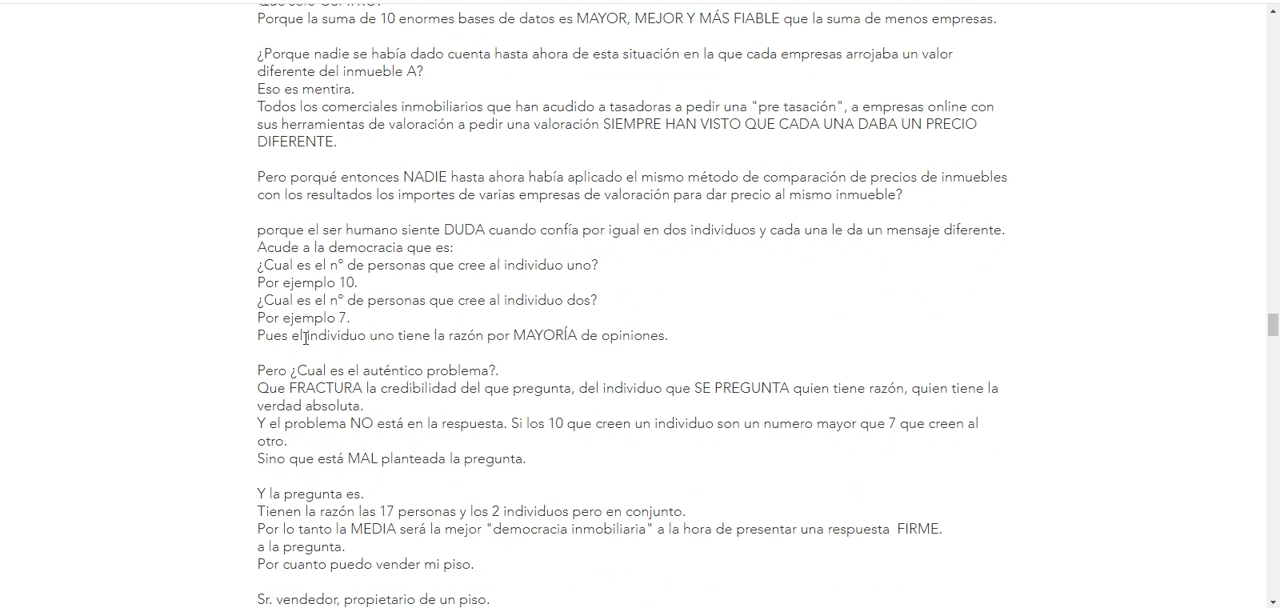 Porque la suma de 10 enormes bases de datos es MAYOR, MEJOR Y MÁS FIABLE que la suma de menos empresas.
¿Porque nadie se había dado cuenta hasta ahora de esta situación en la que cada empresas arrojaba un valor
diferente del inmueble A?
Eso es mentira.
Todos los comerciales inmobiliarios que han acudido a tasadoras a pedir una "pre tasación", a empresas online con
sus herramientas de valoración a pedir una valoración SIEMPRE HAN VISTO QUE CADA UNA DABA UN PRECIO
DIFERENTE.
Pero porqué entonces NADIE hasta ahora había aplicado el mismo método de comparación de precios de inmuebles
con los resultados los importes de varias empresas de valoración para dar precio al mismo inmueble?
porque el ser humano siente DUDA cuando confía por igual en dos individuos y cada una le da un mensaje diferente.
Acude a la democracia que es:
¿Cual es el nº de personas que cree al individuo uno?
Por ejemplo 10.
¿Cual es el nº de personas que cree al individuo dos?
Por ejemplo 7.
Pues el individuo uno tiene la razón por MAYORÍA de opiniones.
Pero ¿Cual es el auténtico problema?.
Que FRACTURA la credibilidad del que pregunta, del individuo que SE PREGUNTA quien tiene razón, quien tiene la
verdad absoluta.
Y el problema NO está en la respuesta. Si los 10 que creen un individuo son un numero mayor que 7 que creen al
otro.
Sino que está MAL planteada la pregunta.
Y la pregunta es.
Tienen la razón las 17 personas y los 2 individuos pero en conjunto.
Por lo tanto la MEDIA será la mejor "democracia inmobiliaria" a la hora de presentar una respuesta  FIRME.
a la pregunta.
Por cuanto puedo vender mi piso.
Sr. vendedor, propietario de un piso.